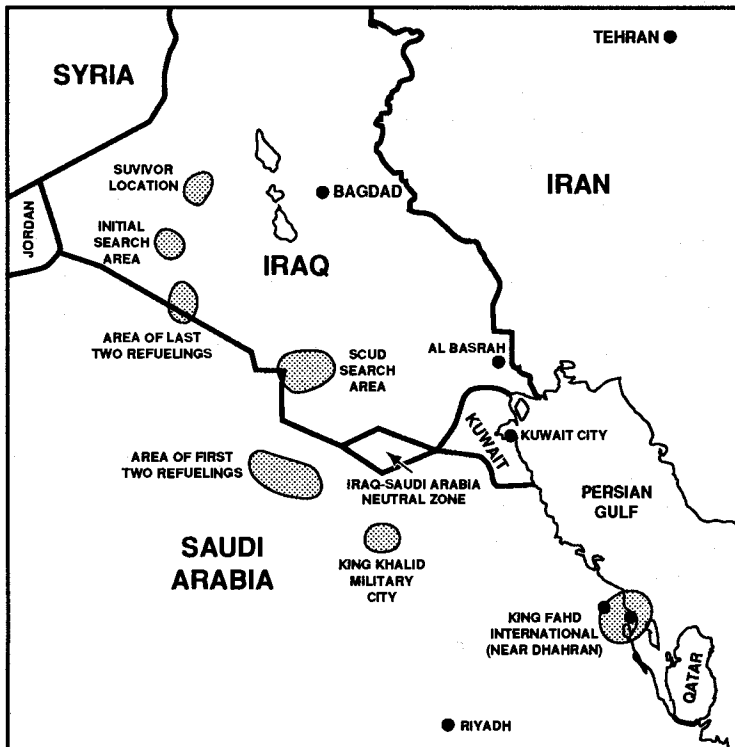 TEHRAN
SYRIA
SUVIVOR
LOCATION
BAGDAD
IRAN
JORDAN
INITIAL
SEARCH
AREA
IRAQ
AREA OF LAST
TWO REFUELINGS
SCUD
SEARCH
AREA
AL BASRAH
KUWAIT
KUWAIT CITY
AREA OF FIRST
TWO REFUELINGS
IRAQ-SAUDI ARABIA
NEUTRAL ZONE
PERSIAN
GULF
SAUDI
ARABIA
KING KHALID
MILITARY
CITY
KING FAHD
INTERNATIONAL
(NEAR DHAHRAN)
QATAR
RIYADH